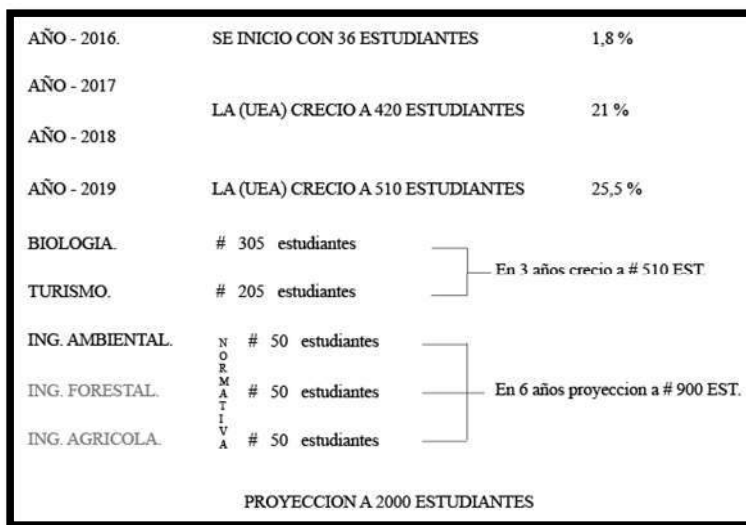 AÑO - 2016. SE INICIO CON 36 ESTUDIANTES 1,8 %
AÑO - 2017
LA (UEA) CRECIO A 420 ESTUDIANTES 21 %
AÑO - 2018
AÑO - 2019 LA (UEA) CRECIO A 510 ESTUDIANTES 25,5 %
BIOLOGIA. # 305 estudiantes
En 3 años crecio a # 510 EST.
TURISMO. # 205 estudiantes
ING. AMBIENTAL. # 50 estudiantes
NORMATIVA
ING. FORESTAL. # 50 estudiantes En 6 años proyeccion a # 900 EST.
ING. AGRICOLA. # 50 estudiantes
PROYECCION A 2000 ESTUDIANTES